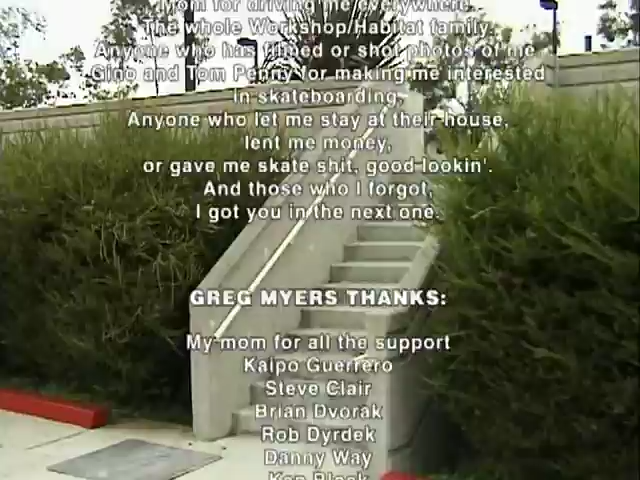 Mom for driving me everywhere.
The whole Workshop/Habitat family.
Anyone who has filmed or shot photos of me
Gino and Tom Penny for making me interested
in skateboarding,
Anyone who let me stay at their house,
lent me money,
or gave me skate shit, good lookin'.
And those who I forgot,
I got you in the next one.
GREG MYERS THANKS:
My mom for all the support
Kalpo Guerrero
Steve Clair
Brian Dvorak
Rob Dyrdek
Danny Way
Ken Block